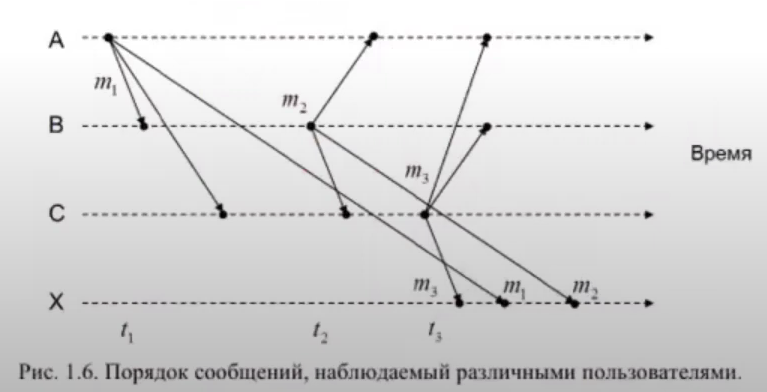 A
m₁
m₂
B
Время
m₃
C
m₃ m₁ m₂
X
t₁ t₂ t₃
Рис. 1.6. Порядок сообщений, наблюдаемый различными пользователями.